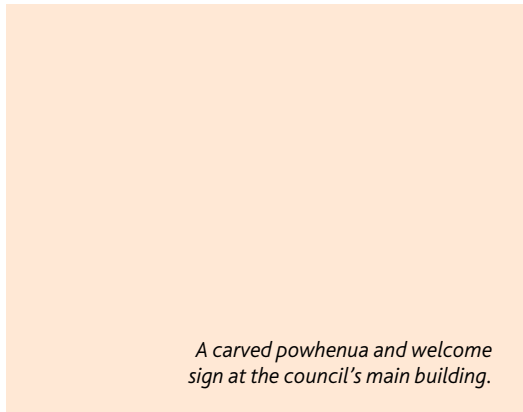 A carved powhenua and welcome
sign at the council’s main building.